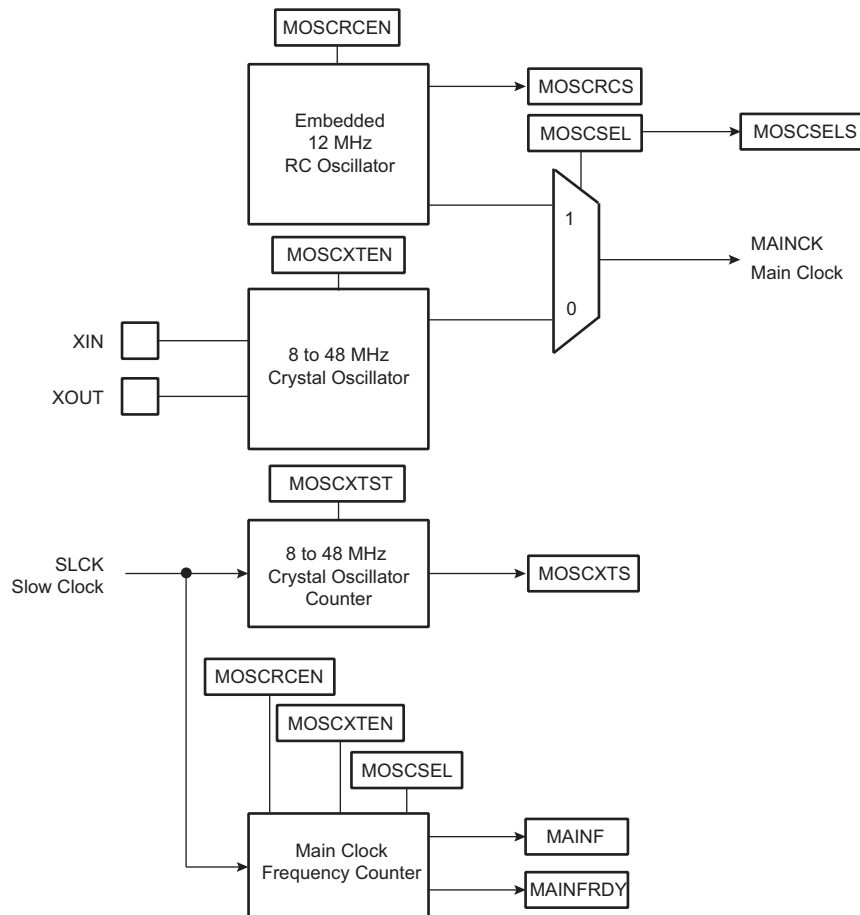 MOSCRCEN
MOSCRCS
Embedded
12 MHz
RC Oscillator
MOSCSEL
MOSCSELS
1
MAINCK
Main Clock
MOSCXTEN
0
XIN
8 to 48 MHz
Crystal Oscillator
XOUT
MOSCXTST
SLCK
Slow Clock
8 to 48 MHz
Crystal Oscillator
Counter
MOSCXTS
MOSCRCEN
MOSCXTEN
MOSCSEL
Main Clock
Frequency Counter
MAINF
MAINFRDY